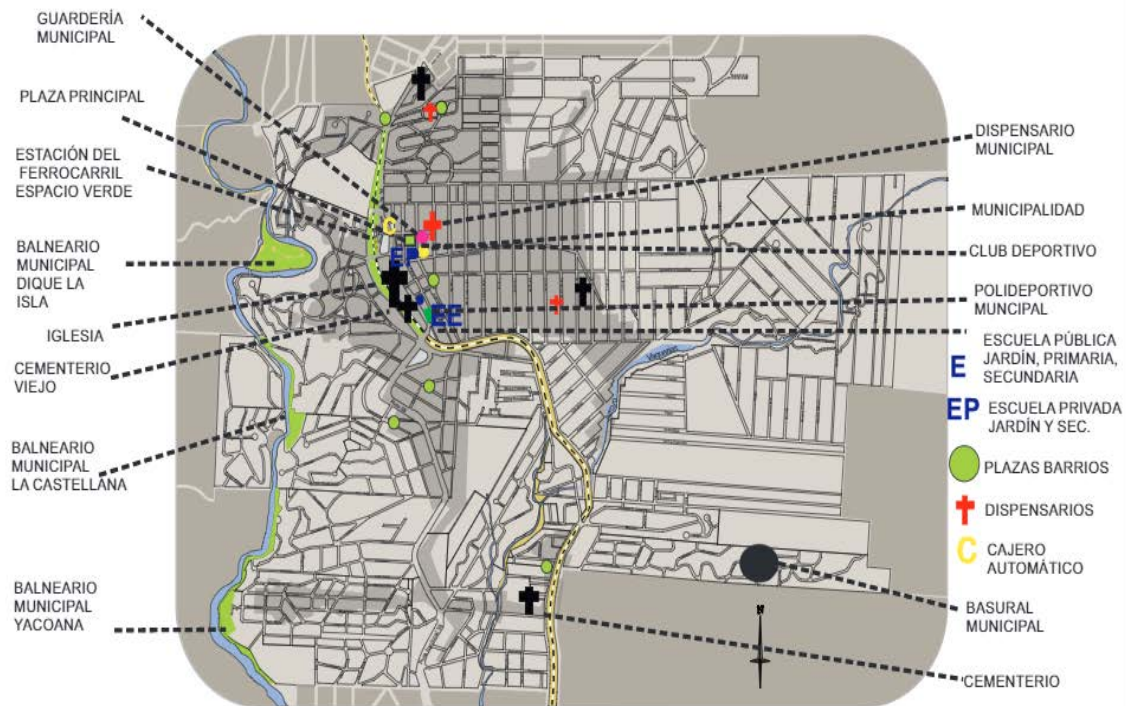 GUARDERÍA
MUNICIPAL
PLAZA PRINCIPAL
ESTACIÓN DEL
FERROCARRIL
ESPACIO VERDE
BALNEARIO
MUNICIPAL
DIQUE LA
ISLA
IGLESIA
CEMENTERIO
VIEJO
BALNEARIO
MUNICIPAL
LA CASTELLANA
BALNEARIO
MUNICIPAL
YACOANA
C
EP
EE
N
DISPENSARIO
MUNICIPAL
MUNICIPALIDAD
CLUB DEPORTIVO
POLIDEPORTIVO
MUNCIPAL
E ESCUELA PÚBLICA
JARDÍN, PRIMARIA,
SECUNDARIA
EP ESCUELA PRIVADA
JARDÍN Y SEC.
PLAZAS BARRIOS
DISPENSARIOS
C CAJERO
AUTOMÁTICO
BASURAL
MUNICIPAL
CEMENTERIO